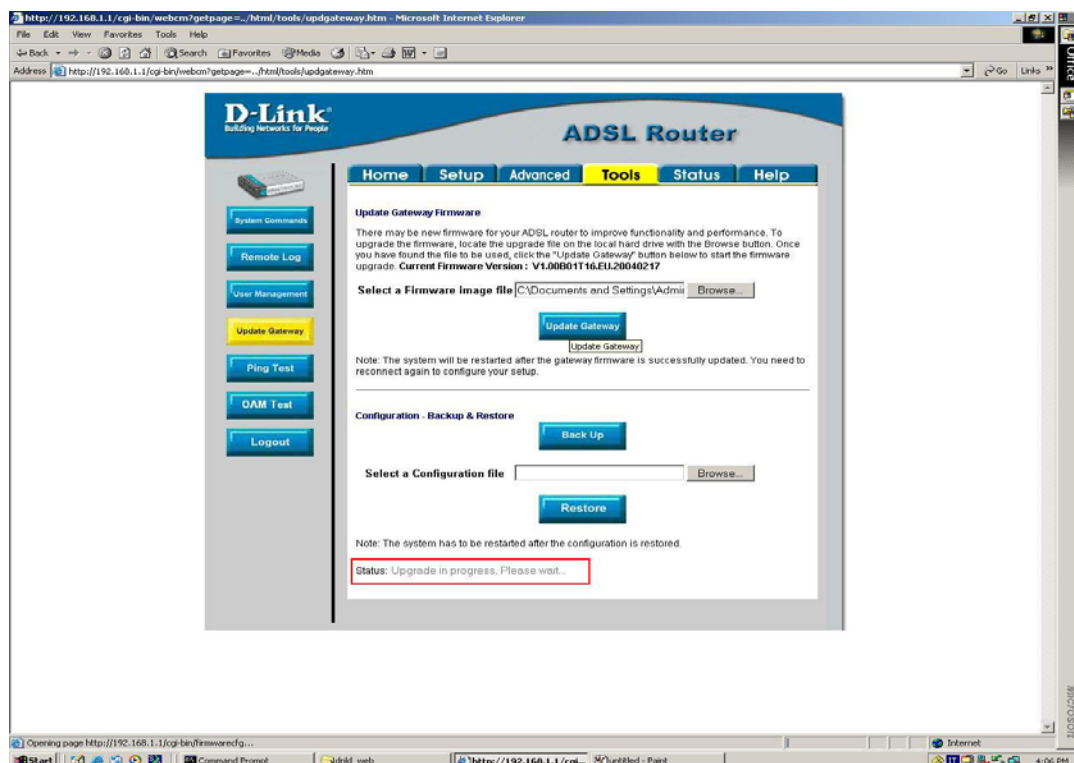 http://192.168.1.1/cgi-bin/webcm?getpage=../html/tools/updgateway.htm - Microsoft Internet Explorer
File Edit View Favorites Tools Help
Back Search Favorites Media
Address http://192.168.1.1/cgi-bin/webcm?getpage=../html/tools/updgateway.htm Go Links »
Office
D-Link
Building Networks for People
ADSL Router
Home Setup Advanced Tools Status Help
System Commands
Remote Log
User Management
Update Gateway
Ping Test
OAM Test
Logout
Update Gateway Firmware
There may be new firmware for your ADSL router to improve functionality and performance. To
upgrade the firmware, locate the upgrade file on the local hard drive with the Browse button. Once
you have found the file to be used, click the "Update Gateway" button below to start the firmware
upgrade. Current Firmware Version : V1.00B01T16.EU.20040217
Select a Firmware image file C:\Documents and Settings\Admi Browse...
Update Gateway
Update Gateway
Note: The system will be restarted after the gateway firmware is successfully updated. You need to
reconnect again to configure your setup.
Configuration - Backup & Restore
Back Up
Select a Configuration file Browse...
Restore
Note: The system has to be restarted after the configuration is restored.
Status: Upgrade in progress, Please wait...
Microsoft
Opening page http://192.168.1.1/cgi-bin/firmwarecfg... Internet
Start Command Prompt dnld_web http://192.168.1.1/cgi... untitled - Paint 4:06 PM